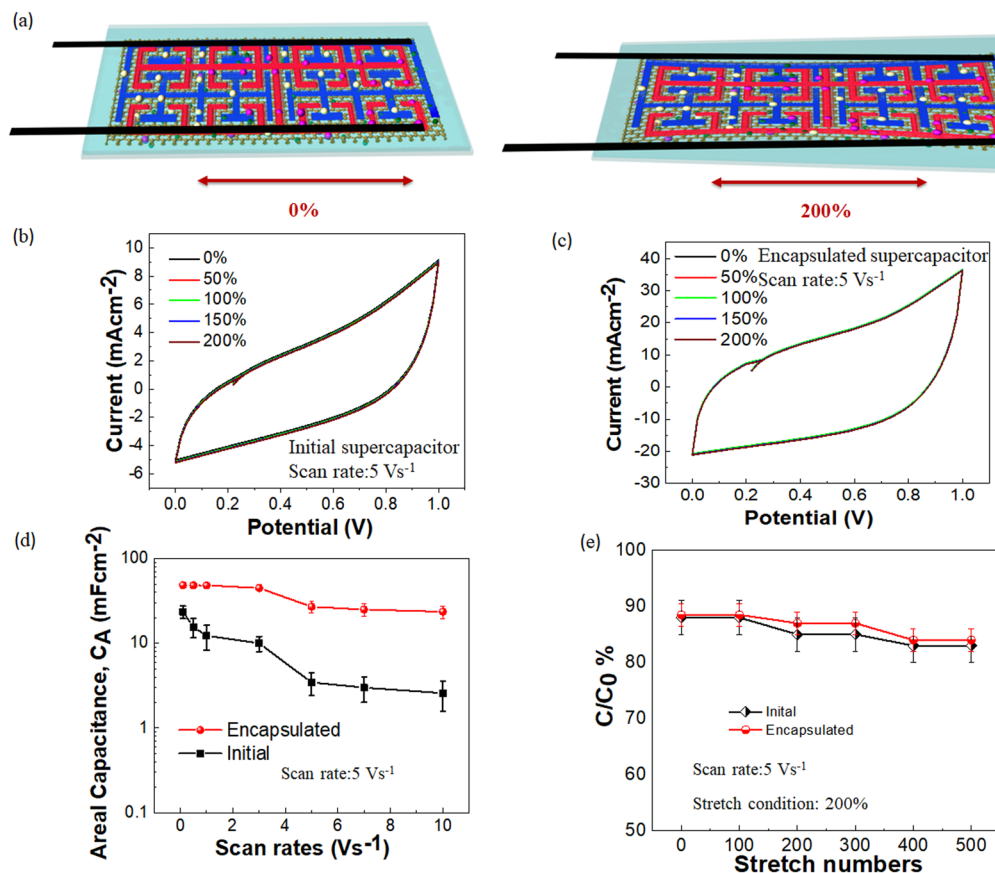 (a)
0%
200%
(b)
10
8
6
4
2
0
-2
-4
-6
Current (mAcm-2)
0%
50%
100%
150%
200%
Initial supercapacitor
Scan rate:5 Vs-1
0.0 0.2 0.4 0.6 0.8 1.0
Potential (V)
(c)
40
30
20
10
0
-10
-20
-30
Current (mAcm-2)
0% Encapsulated supercapacitor
50% Scan rate:5 Vs-1
100%
150%
200%
0.0 0.2 0.4 0.6 0.8 1.0
Potential (V)
(d)
100
10
1
0.1
Areal Capacitance, CA (mFcm-2)
Encapsulated
Initial
Scan rate:5 Vs-1
0 2 4 6 8 10
Scan rates (Vs-1)
(e)
100
90
80
70
60
50
C/C0 %
Inital
Encapsulated
Scan rate:5 Vs-1
Stretch condition: 200%
0 100 200 300 400 500
Stretch numbers